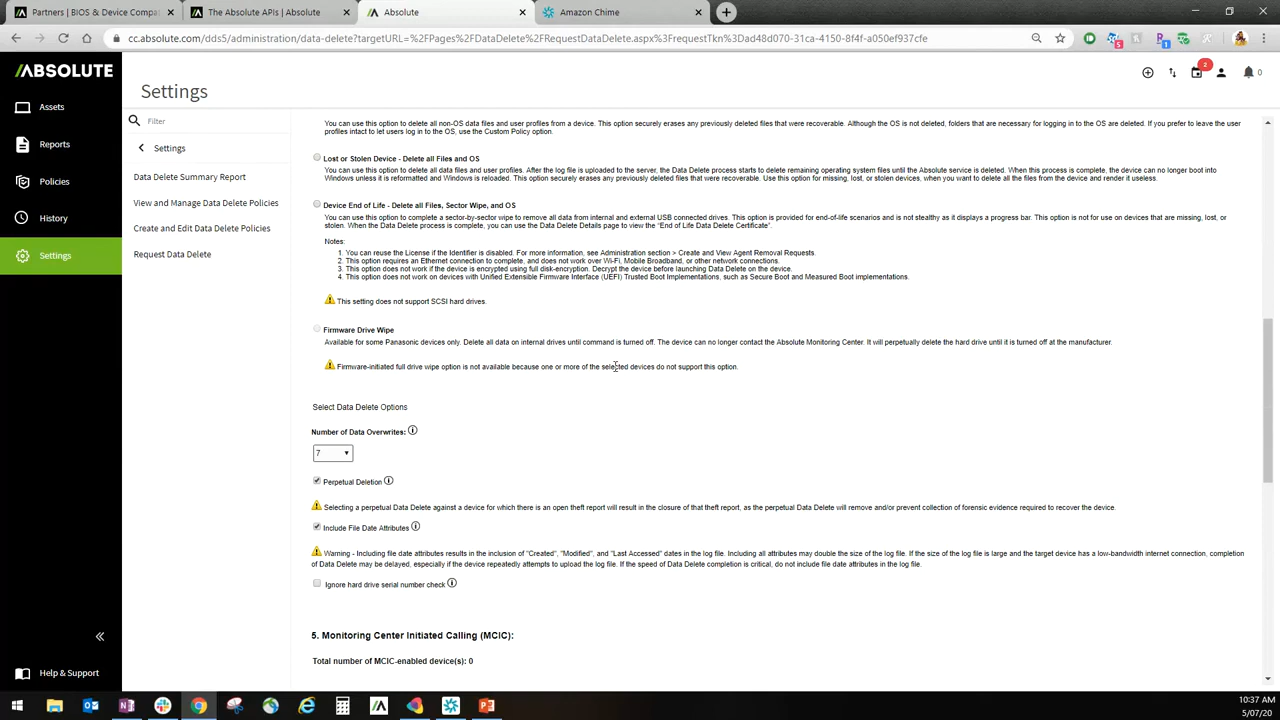 Partners | BIOS & Device Compat
The Absolute APIs | Absolute
Absolute
Amazon Chime
cc.absolute.com/dds5/administration/data-delete?targetURL=%2FPages%2FDataDelete%2FRequestDataDelete.aspx%3FrequestTkn%3Dad48d070-31ca-4150-8f4f-a050ef937cfe
5
1
ABSOLUTE
Settings
2
0
Assets
Reports
Policies
History
Settings
Help & Support
Filter
Settings
Data Delete Summary Report
View and Manage Data Delete Policies
Create and Edit Data Delete Policies
Request Data Delete
You can use this option to delete all non-OS data files and user profiles from a device. This option securely erases any previously deleted files that were recoverable. Although the OS is not deleted, folders that are necessary for logging in to the OS are deleted. If you prefer to leave the user
profiles intact to let users log in to the OS, use the Custom Policy option.
Lost or Stolen Device - Delete all Files and OS
You can use this option to delete all data files and user profiles. After the log file is uploaded to the server, the Data Delete process starts to delete remaining operating system files until the Absolute service is deleted. When this process is complete, the device can no longer boot into
Windows unless it is reformatted and Windows is reloaded. This option securely erases any previously deleted files that were recoverable. Use this option for missing, lost, or stolen devices, when you want to delete all the files from the device and render it useless.
Device End of Life - Delete all Files, Sector Wipe, and OS
You can use this option to complete a sector-by-sector wipe to remove all data from internal and external USB connected drives. This option is provided for end-of-life scenarios and is not stealthy as it displays a progress bar. This option is not for use on devices that are missing, lost, or
stolen. When the Data Delete process is complete, you can use the Data Delete Details page to view the "End of Life Data Delete Certificate".
Notes:
1. You can reuse the License if the Identifier is disabled. For more information, see Administration section > Create and View Agent Removal Requests.
2. This option requires an Ethernet connection to complete, and does not work over Wi-Fi, Mobile Broadband, or other network connections.
3. This option does not work if the device is encrypted using full disk-encryption. Decrypt the device before launching Data Delete on the device.
4. This option does not work on devices with Unified Extensible Firmware Interface (UEFI) Trusted Boot Implementations, such as Secure Boot and Measured Boot implementations.
This setting does not support SCSI hard drives.
Firmware Drive Wipe
Available for some Panasonic devices only. Delete all data on internal drives until command is turned off. The device can no longer contact the Absolute Monitoring Center. It will perpetually delete the hard drive until it is turned off at the manufacturer.
Firmware-initiated full drive wipe option is not available because one or more of the selected devices do not support this option.
Select Data Delete Options
Number of Data Overwrites:
7
Perpetual Deletion
Selecting a perpetual Data Delete against a device for which there is an open theft report will result in the closure of that theft report, as the perpetual Data Delete will remove and/or prevent collection of forensic evidence required to recover the device.
Include File Date Attributes
Warning - Including file date attributes results in the inclusion of "Created", "Modified", and "Last Accessed" dates in the log file. Including all attributes may double the size of the log file. If the size of the log file is large and the target device has a low-bandwidth internet connection, completion
of Data Delete may be delayed, especially if the device repeatedly attempts to upload the log file. If the speed of Data Delete completion is critical, do not include file date attributes in the log file.
Ignore hard drive serial number check
5. Monitoring Center Initiated Calling (MCIC):
Total number of MCIC-enabled device(s): 0
10:37 AM
5/07/20